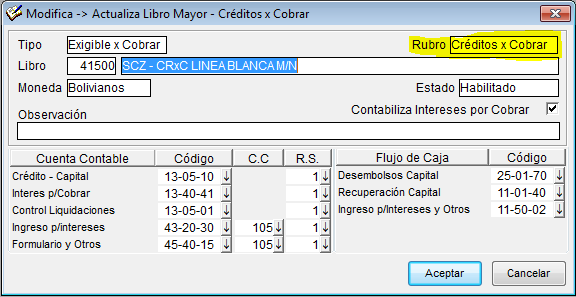 Modifica -> Actualiza Libro Mayor - Créditos x Cobrar
Tipo Exigible x Cobrar Rubro Créditos x Cobrar
Libro 41500 SCZ - CRxC LINEA BLANCA M/N
Moneda Bolivianos Estado Habilitado
Contabiliza Intereses por Cobrar
Observación
Cuenta Contable Código C.C R.S. Flujo de Caja Código
Crédito - Capital 13-05-10 1 Desembolsos Capital 25-01-70
Interes p/Cobrar 13-40-41 1 Recuperación Capital 11-01-40
Control Liquidaciones 13-05-01 1 Ingreso p/Intereses y Otros 11-50-02
Ingreso p/intereses 43-20-30 105 1
Formulario y Otros 45-40-15 105 1
Aceptar Cancelar